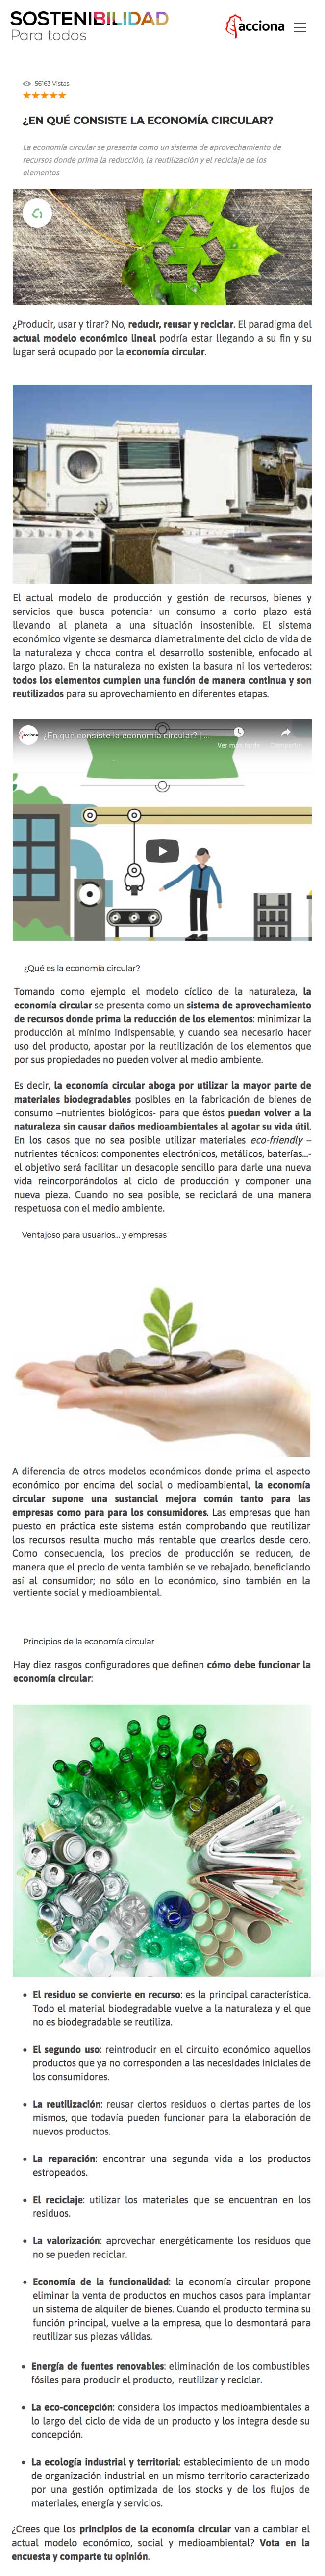 SOSTENIBILIDAD
Para todos
acciona
56163 Vistas
¿EN QUÉ CONSISTE LA ECONOMÍA CIRCULAR?
La economía circular se presenta como un sistema de aprovechamiento de
recursos donde prima la reducción, la reutilización y el reciclaje de los
elementos
¿Producir, usar y tirar? No, reducir, reusar y reciclar. El paradigma del
actual modelo económico lineal podría estar llegando a su fin y su
lugar será ocupado por la economía circular.
El actual modelo de producción y gestión de recursos, bienes y
servicios que busca potenciar un consumo a corto plazo está
llevando al planeta a una situación insostenible. El sistema
económico vigente se desmarca diametralmente del ciclo de vida de
la naturaleza y choca contra el desarrollo sostenible, enfocado al
largo plazo. En la naturaleza no existen la basura ni los vertederos:
todos los elementos cumplen una función de manera continua y son
reutilizados para su aprovechamiento en diferentes etapas.
acciona
¿En qué consiste la economía circular? | ...
Ver más tarde
Compartir
¿Qué es la economía circular?
Tomando como ejemplo el modelo cíclico de la naturaleza, la
economía circular se presenta como un sistema de aprovechamiento
de recursos donde prima la reducción de los elementos: minimizar la
producción al mínimo indispensable, y cuando sea necesario hacer
uso del producto, apostar por la reutilización de los elementos que
por sus propiedades no pueden volver al medio ambiente.
Es decir, la economía circular aboga por utilizar la mayor parte de
materiales biodegradables posibles en la fabricación de bienes de
consumo –nutrientes biológicos- para que éstos puedan volver a la
naturaleza sin causar daños medioambientales al agotar su vida útil.
En los casos que no sea posible utilizar materiales eco-friendly –
nutrientes técnicos: componentes electrónicos, metálicos, baterías...-
el objetivo será facilitar un desacople sencillo para darle una nueva
vida reincorporándolos al ciclo de producción y componer una
nueva pieza. Cuando no sea posible, se reciclará de una manera
respetuosa con el medio ambiente.
Ventajoso para usuarios... y empresas
A diferencia de otros modelos económicos donde prima el aspecto
económico por encima del social o medioambiental, la economía
circular supone una sustancial mejora común tanto para las
empresas como para para los consumidores. Las empresas que han
puesto en práctica este sistema están comprobando que reutilizar
los recursos resulta mucho más rentable que crearlos desde cero.
Como consecuencia, los precios de producción se reducen, de
manera que el precio de venta también se ve rebajado, beneficiando
así al consumidor; no sólo en lo económico, sino también en la
vertiente social y medioambiental.
Principios de la economía circular
Hay diez rasgos configuradores que definen cómo debe funcionar la
economía circular:
• El residuo se convierte en recurso: es la principal característica.
Todo el material biodegradable vuelve a la naturaleza y el que
no es biodegradable se reutiliza.
• El segundo uso: reintroducir en el circuito económico aquellos
productos que ya no corresponden a las necesidades iniciales de
los consumidores.
• La reutilización: reusar ciertos residuos o ciertas partes de los
mismos, que todavía pueden funcionar para la elaboración de
nuevos productos.
• La reparación: encontrar una segunda vida a los productos
estropeados.
• El reciclaje: utilizar los materiales que se encuentran en los
residuos.
• La valorización: aprovechar energéticamente los residuos que
no se pueden reciclar.
• Economía de la funcionalidad: la economía circular propone
eliminar la venta de productos en muchos casos para implantar
un sistema de alquiler de bienes. Cuando el producto termina su
función principal, vuelve a la empresa, que lo desmontará para
reutilizar sus piezas válidas.
• Energía de fuentes renovables: eliminación de los combustibles
fósiles para producir el producto, reutilizar y reciclar.
• La eco-concepción: considera los impactos medioambientales a
lo largo del ciclo de vida de un producto y los integra desde su
concepción.
• La ecología industrial y territorial: establecimiento de un modo
de organización industrial en un mismo territorio caracterizado
por una gestión optimizada de los stocks y de los flujos de
materiales, energía y servicios.
¿Crees que los principios de la economía circular van a cambiar el
actual modelo económico, social y medioambiental? Vota en la
encuesta y comparte tu opinión.